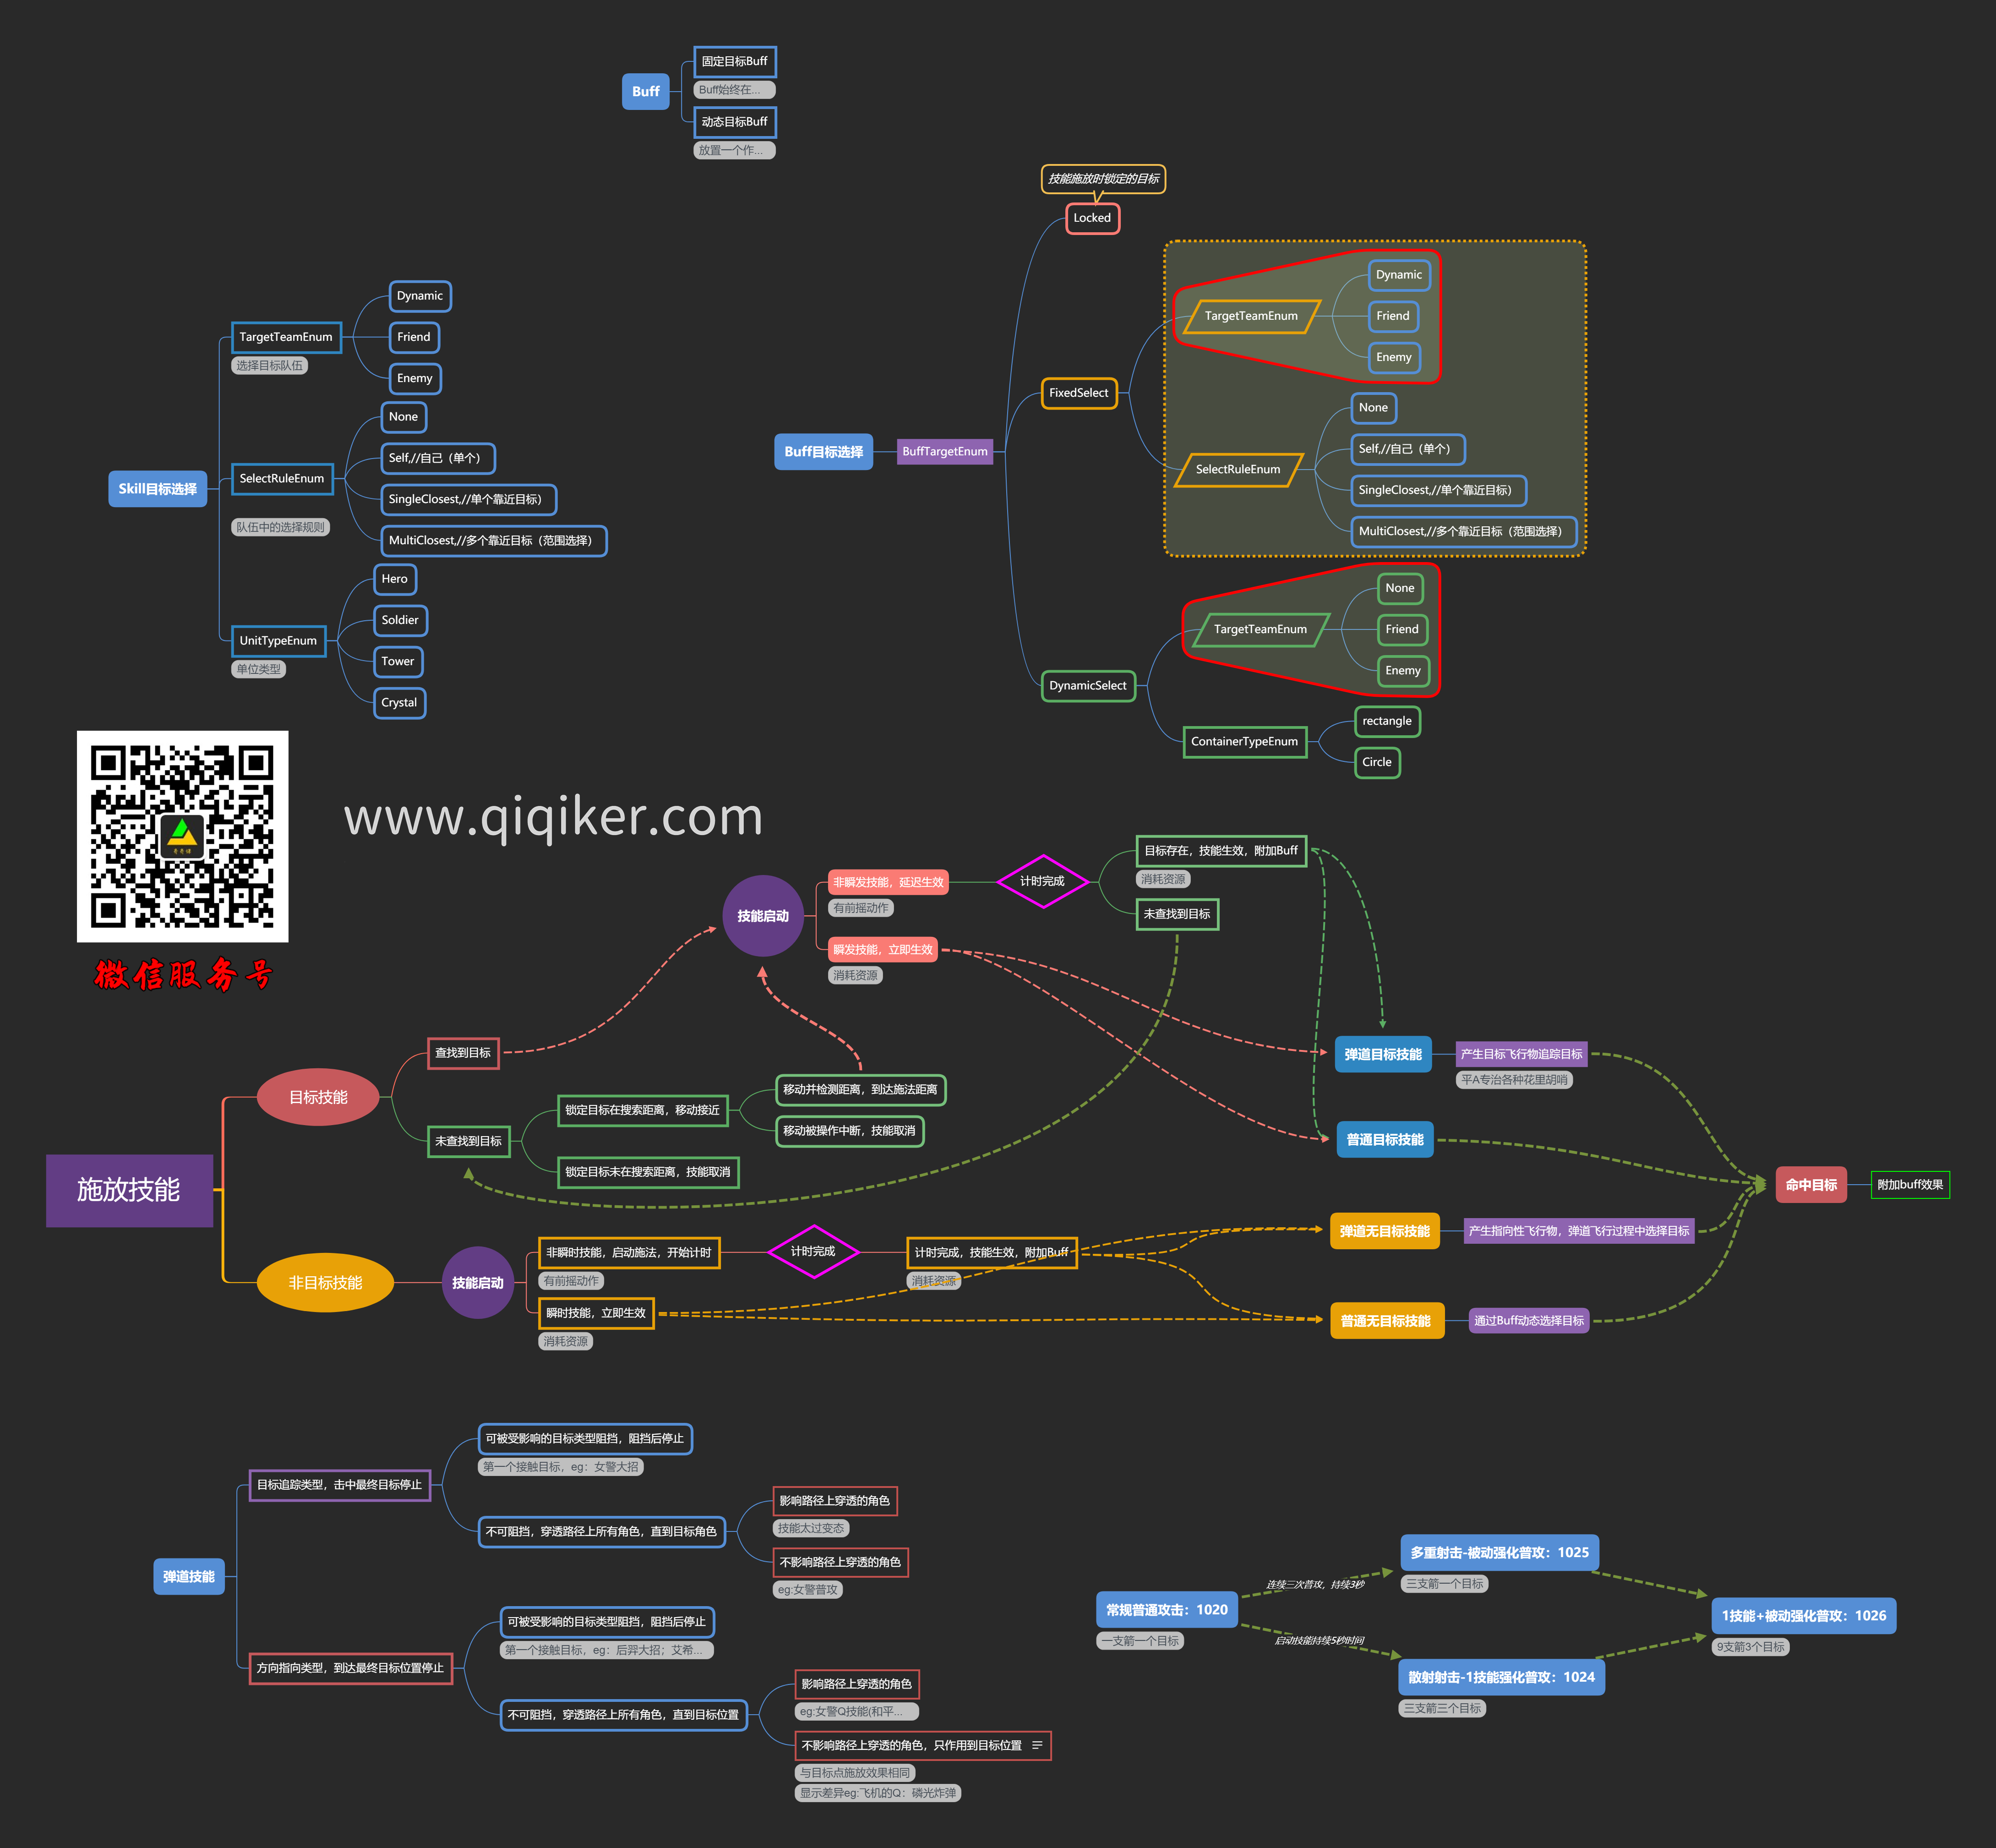 Buff
固定目标Buff
Buff始终在...
动态目标Buff
放置一个作...
Skill目标选择
TargetTeamEnum
选择目标队伍
Dynamic
Friend
Enemy
SelectRuleEnum
队伍中的选择规则
None
Self,//自己（单个）
SingleClosest,//单个靠近目标）
MultiClosest,//多个靠近目标（范围选择）
UnitTypeEnum
单位类型
Hero
Soldier
Tower
Crystal
Buff目标选择
BuffTargetEnum
技能施放时锁定的目标
Locked
FixedSelect
TargetTeamEnum
Dynamic
Friend
Enemy
SelectRuleEnum
None
Self,//自己（单个）
SingleClosest,//单个靠近目标）
MultiClosest,//多个靠近目标（范围选择）
DynamicSelect
TargetTeamEnum
None
Friend
Enemy
ContainerTypeEnum
rectangle
Circle
微信服务号
www.qiqiker.com
施放技能
目标技能
查找到目标
未查找到目标
锁定目标在搜索距离，移动接近
移动并检测距离，到达施法距离
移动被操作中断，技能取消
锁定目标未在搜索距离，技能取消
技能启动
非瞬发技能，延迟生效
有前摇动作
瞬发技能，立即生效
消耗资源
计时完成
目标存在，技能生效，附加Buff
消耗资源
未查找到目标
非目标技能
技能启动
非瞬时技能，启动施法，开始计时
有前摇动作
瞬时技能，立即生效
消耗资源
计时完成
计时完成，技能生效，附加Buff
消耗资源
弹道目标技能
产生目标飞行物追踪目标
平A专治各种花里胡哨
普通目标技能
弹道无目标技能
产生指向性飞行物，弹道飞行过程中选择目标
普通无目标技能
通过Buff动态选择目标
命中目标
附加buff效果
弹道技能
目标追踪类型，击中最终目标停止
可被受影响的目标类型阻挡，阻挡后停止
第一个接触目标，eg：女警大招
不可阻挡，穿透路径上所有角色，直到目标角色
影响路径上穿透的角色
技能太过变态
不影响路径上穿透的角色
eg:女警普攻
方向指向类型，到达最终目标位置停止
可被受影响的目标类型阻挡，阻挡后停止
第一个接触目标，eg：后羿大招；艾希...
不可阻挡，穿透路径上所有角色，直到目标位置
影响路径上穿透的角色
eg:女警Q技能(和平...
不影响路径上穿透的角色，只作用到目标位置
与目标点施放效果相同
显示差异eg:飞机的Q：磷光炸弹
常规普通攻击：1020
一支箭一个目标
连续三次普攻，持续3秒
启动技能持续5秒时间
多重射击-被动强化普攻：1025
三支箭一个目标
散射射击-1技能强化普攻：1024
三支箭三个目标
1技能+被动强化普攻：1026
9支箭3个目标